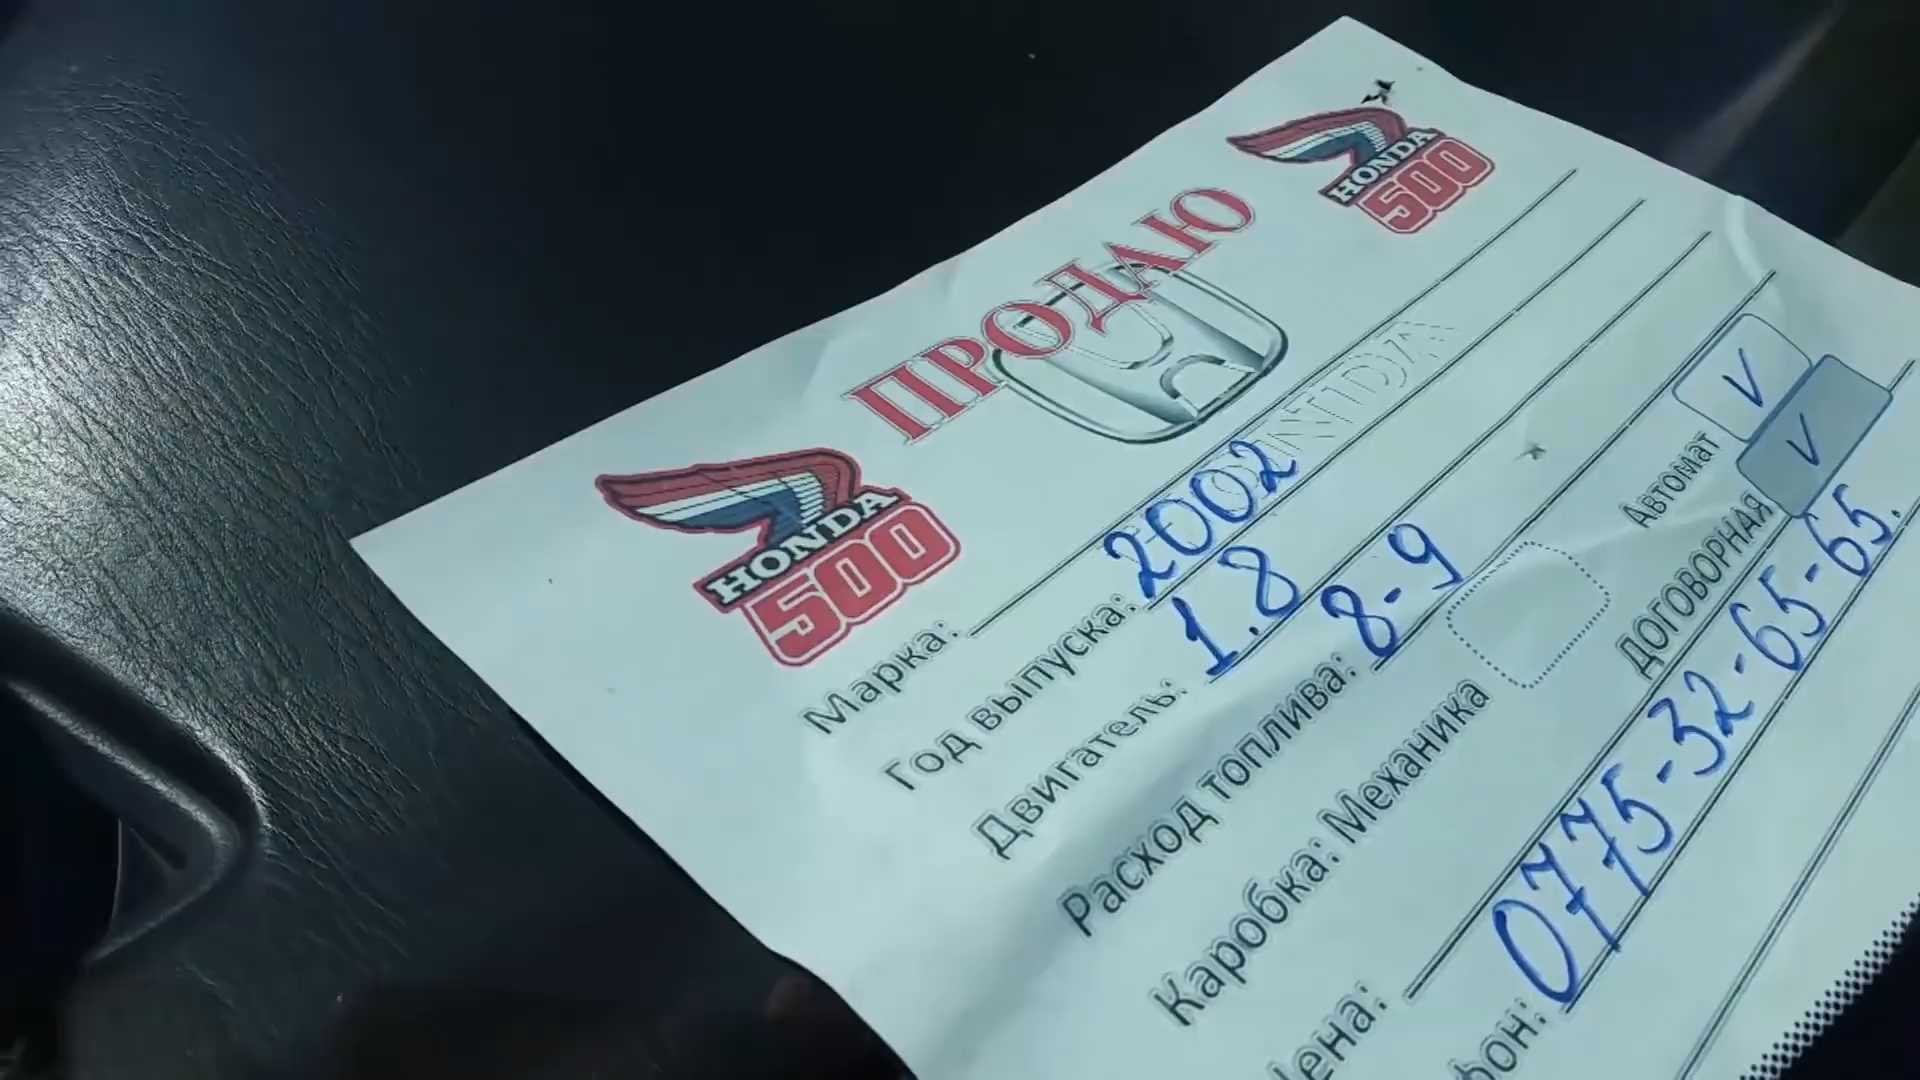 HONDA
500
ПРОДАЮ
HONDA
500
Марка:
Год выпуска: 2002
Двигатель: 1.8
Расход топлива: 8-9
Каробка: Механика Автомат V
ДОГОВОРНАЯ V
0775-32-65-65-65.